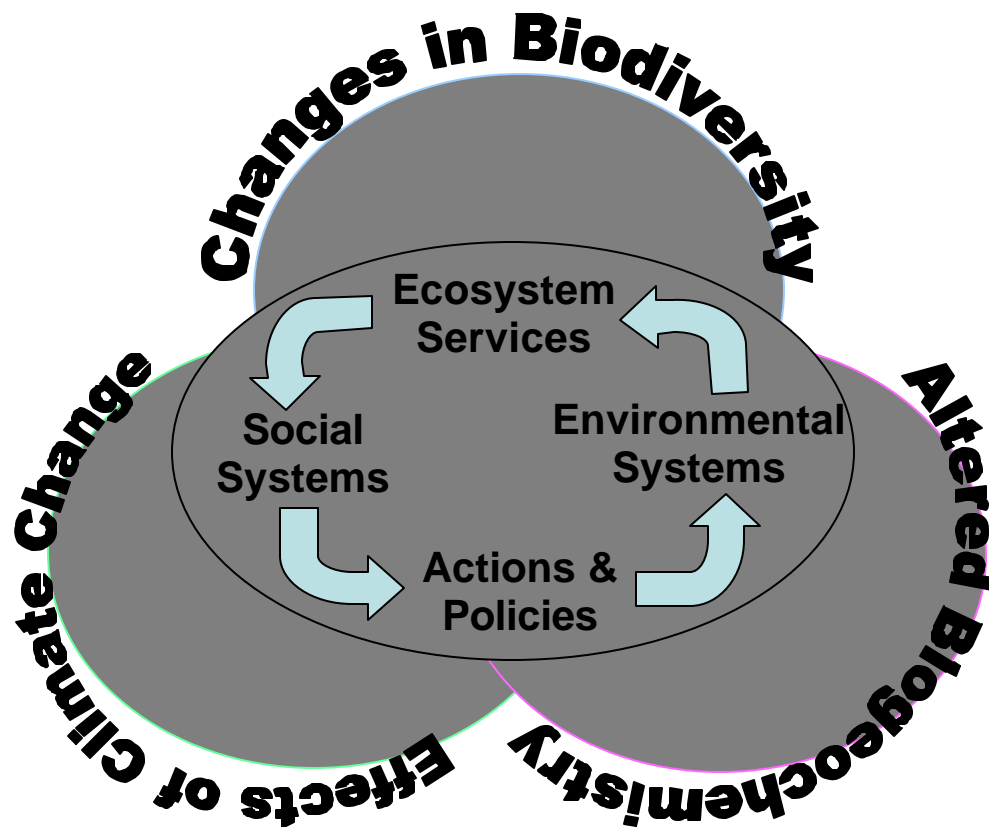 Changes in Biodiversity
Ecosystem
Services
Social
Systems
Environmental
Systems
Actions &
Policies
Effects of Climate Change
Altered Biogeochemistry